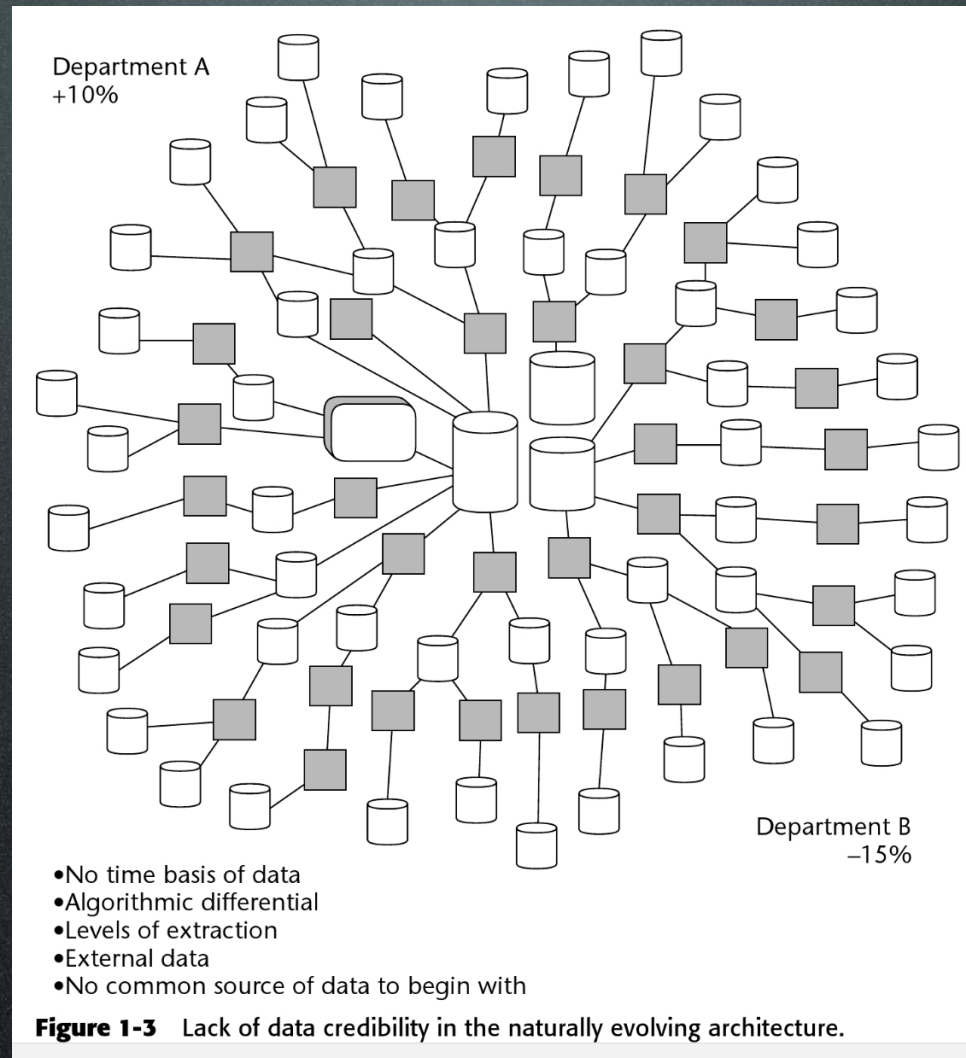 Department A
+10%
Department B
–15%
•No time basis of data
•Algorithmic differential
•Levels of extraction
•External data
•No common source of data to begin with
Figure 1-3 Lack of data credibility in the naturally evolving architecture.